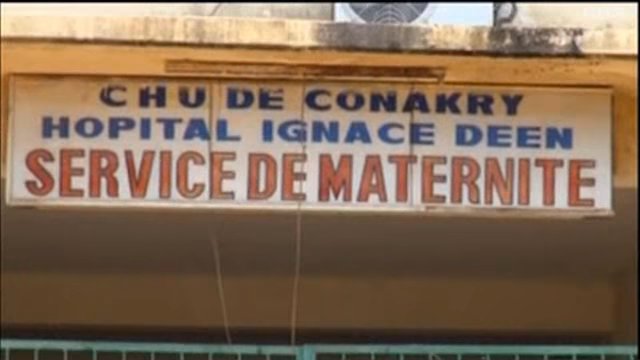 CHU DE CONAKRY
HOPITAL IGNACE DEEN
SERVICE DE MATERNITE